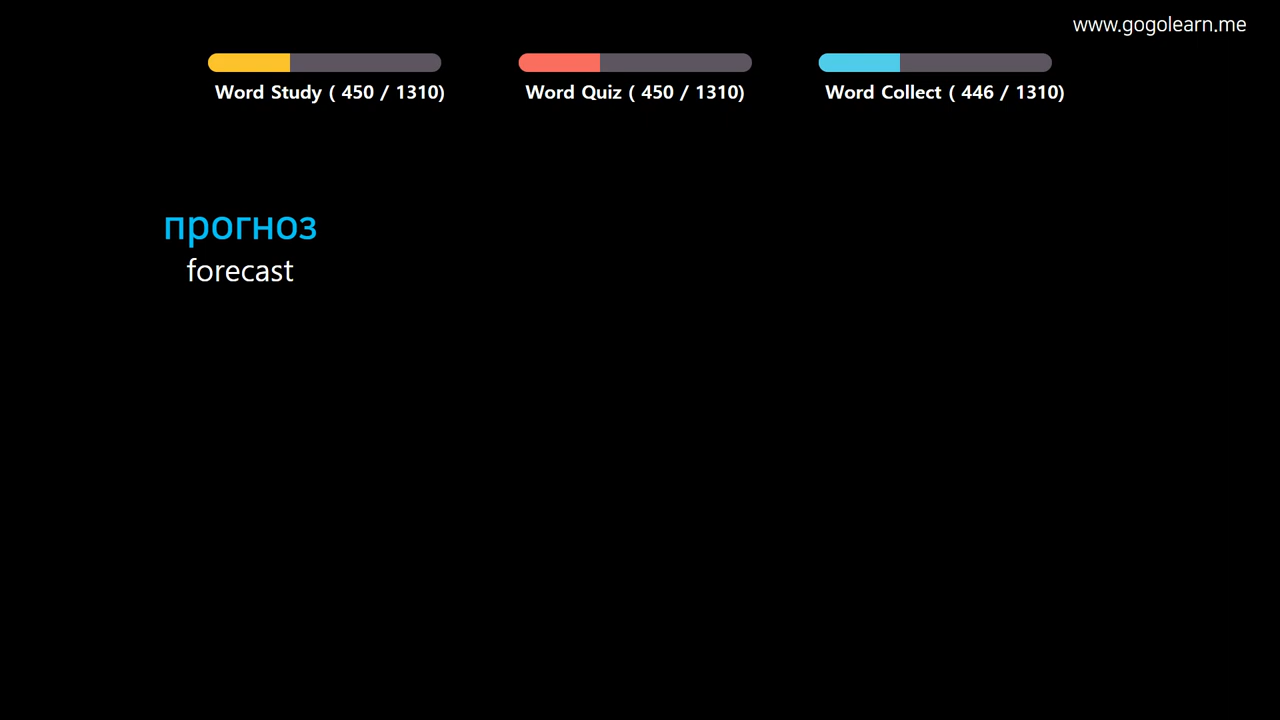 www.gogolearn.me
Word Study ( 450 / 1310)
Word Quiz ( 450 / 1310)
Word Collect ( 446 / 1310)
прогноз
forecast